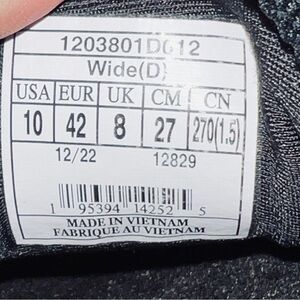 1203801D012
Wide(D)
USA EUR UK CM CN
10 42 8 27 270(1.5)
12/22 12829
1 95394 14252 5
MADE IN VIETNAM
FABRIQUE AU VIETNAM